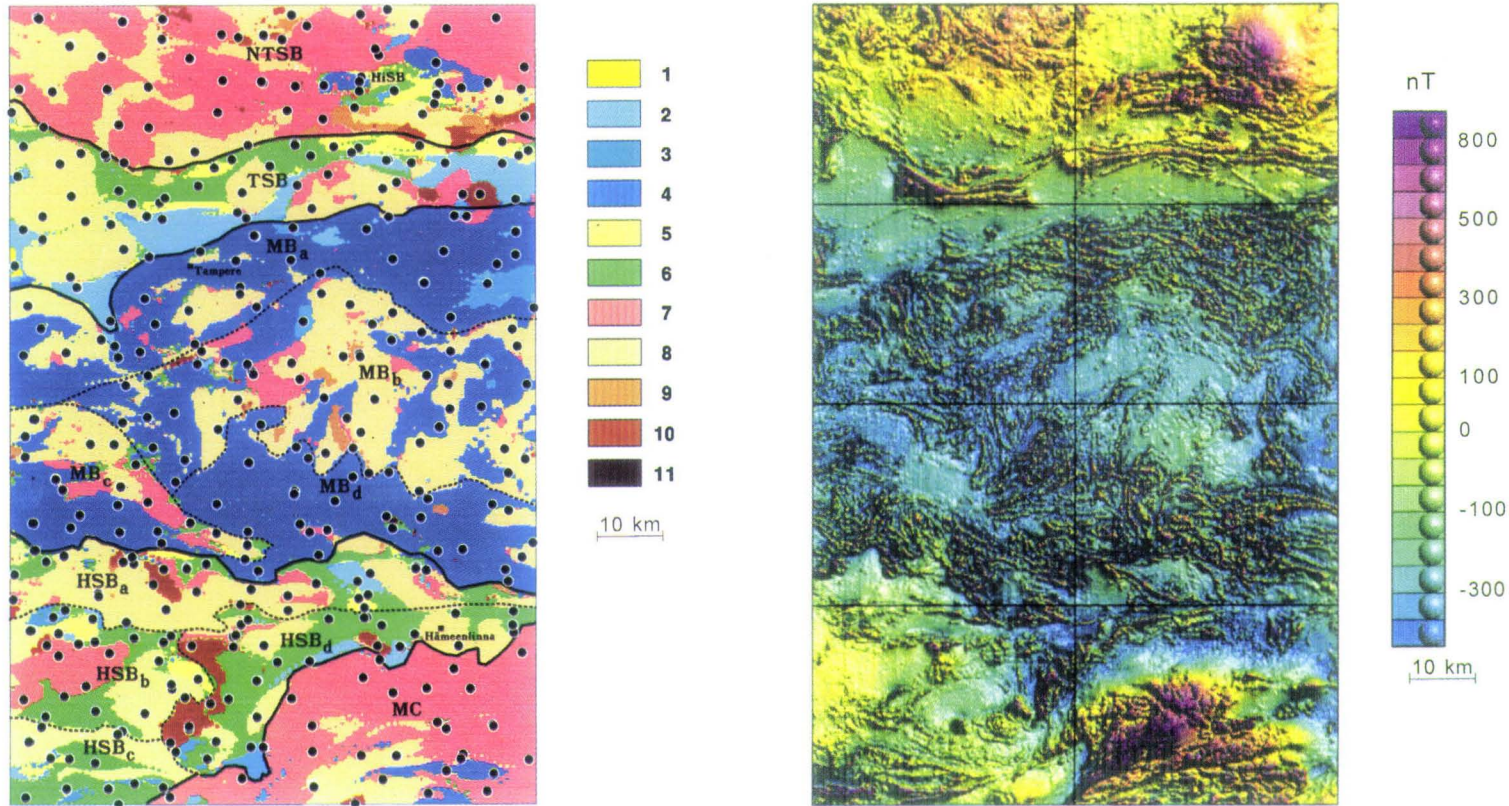 NTSB
HiSB
TSB
MBa
Tampere
MBb
MBc
MBd
HSBa
HSBd
Hämeenlinna
HSBb
MC
HSBc
1
2
3
4
5
6
7
8
9
10
11
10 km
nT
800
500
300
100
0
-100
-300
10 km